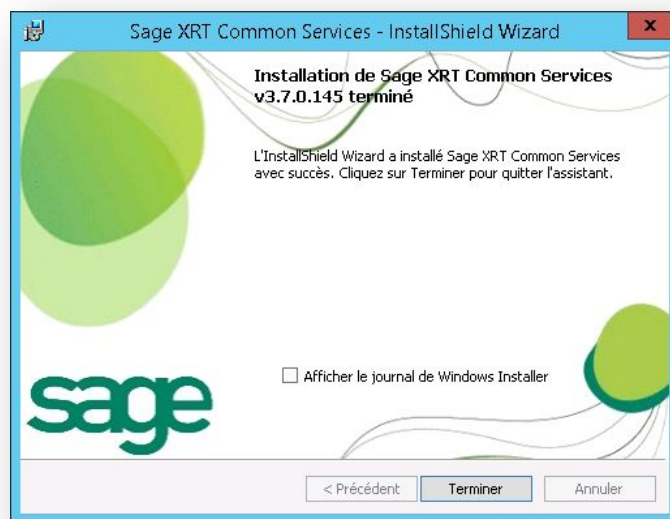 Sage XRT Common Services - InstallShield Wizard
x
Installation de Sage XRT Common Services
v3.7.0.145 terminé
L'InstallShield Wizard a installé Sage XRT Common Services
avec succès. Cliquez sur Terminer pour quitter l'assistant.
Afficher le journal de Windows Installer
sage
< Précédent Terminer Annuler